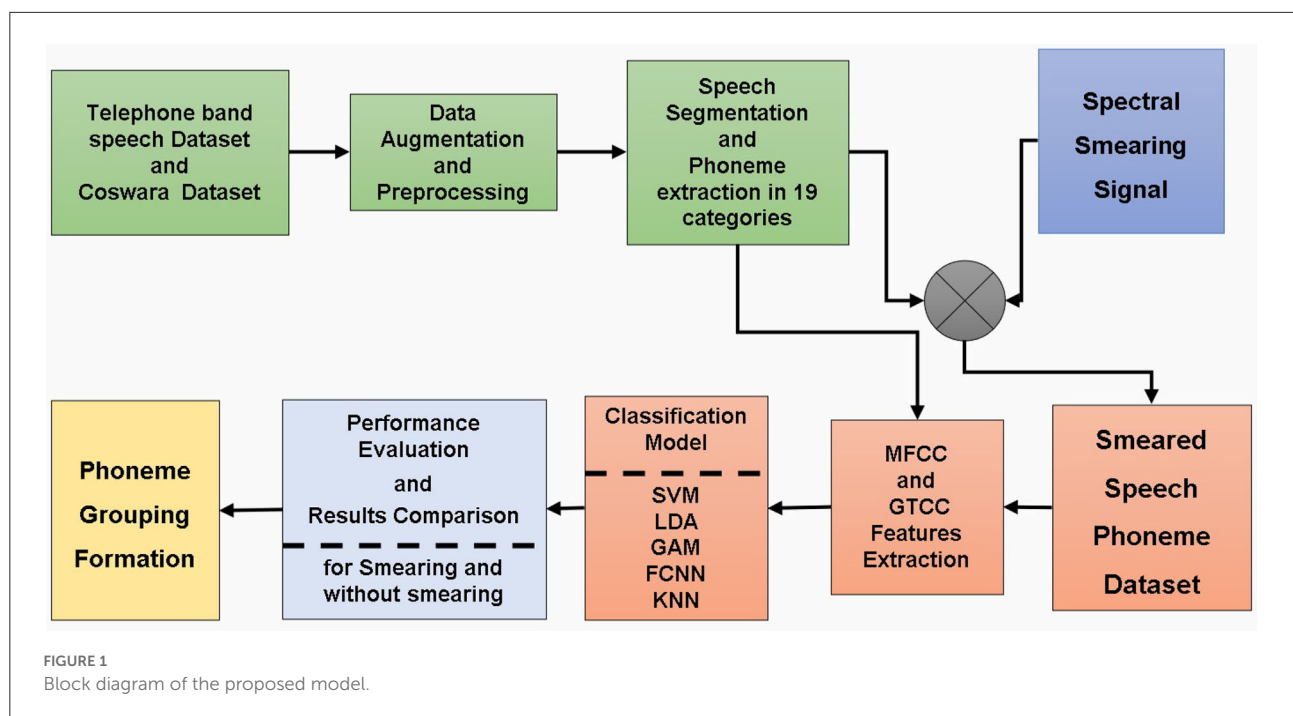 Telephone band
speech Dataset
and
Coswara Dataset
Data
Augmentation
and
Preprocessing
Speech
Segmentation
and
Phoneme
extraction in 19
categories
Spectral
Smearing
Signal
Phoneme
Grouping
Formation
Performance
Evaluation
and
Results Comparison
for Smearing and
without smearing
Classification
Model
SVM
LDA
GAM
FCNN
KNN
MFCC
and
GTCC
Features
Extraction
Smeared
Speech
Phoneme
Dataset
FIGURE 1
Block diagram of the proposed model.